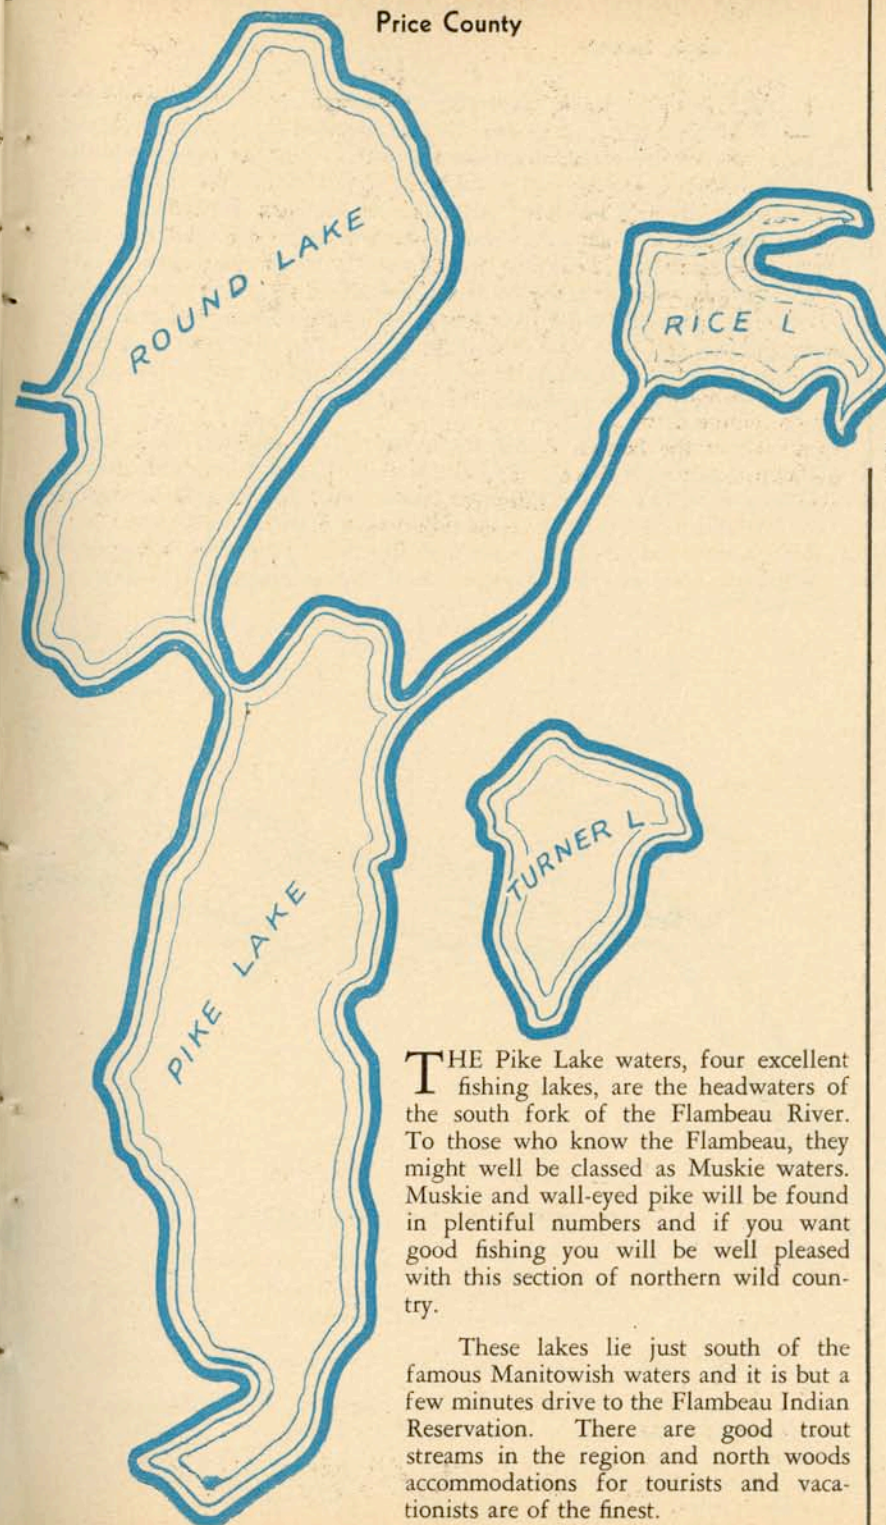 Price County
ROUND LAKE
RICE L
TURNER L
PIKE LAKE
THE Pike Lake waters, four excellent
fishing lakes, are the headwaters of
the south fork of the Flambeau River.
To those who know the Flambeau, they
might well be classed as Muskie waters.
Muskie and wall-eyed pike will be found
in plentiful numbers and if you want
good fishing you will be well pleased
with this section of northern wild coun-
try.
These lakes lie just south of the
famous Manitowish waters and it is but a
few minutes drive to the Flambeau Indian
Reservation. There are good trout
streams in the region and north woods
accommodations for tourists and vaca-
tionists are of the finest.